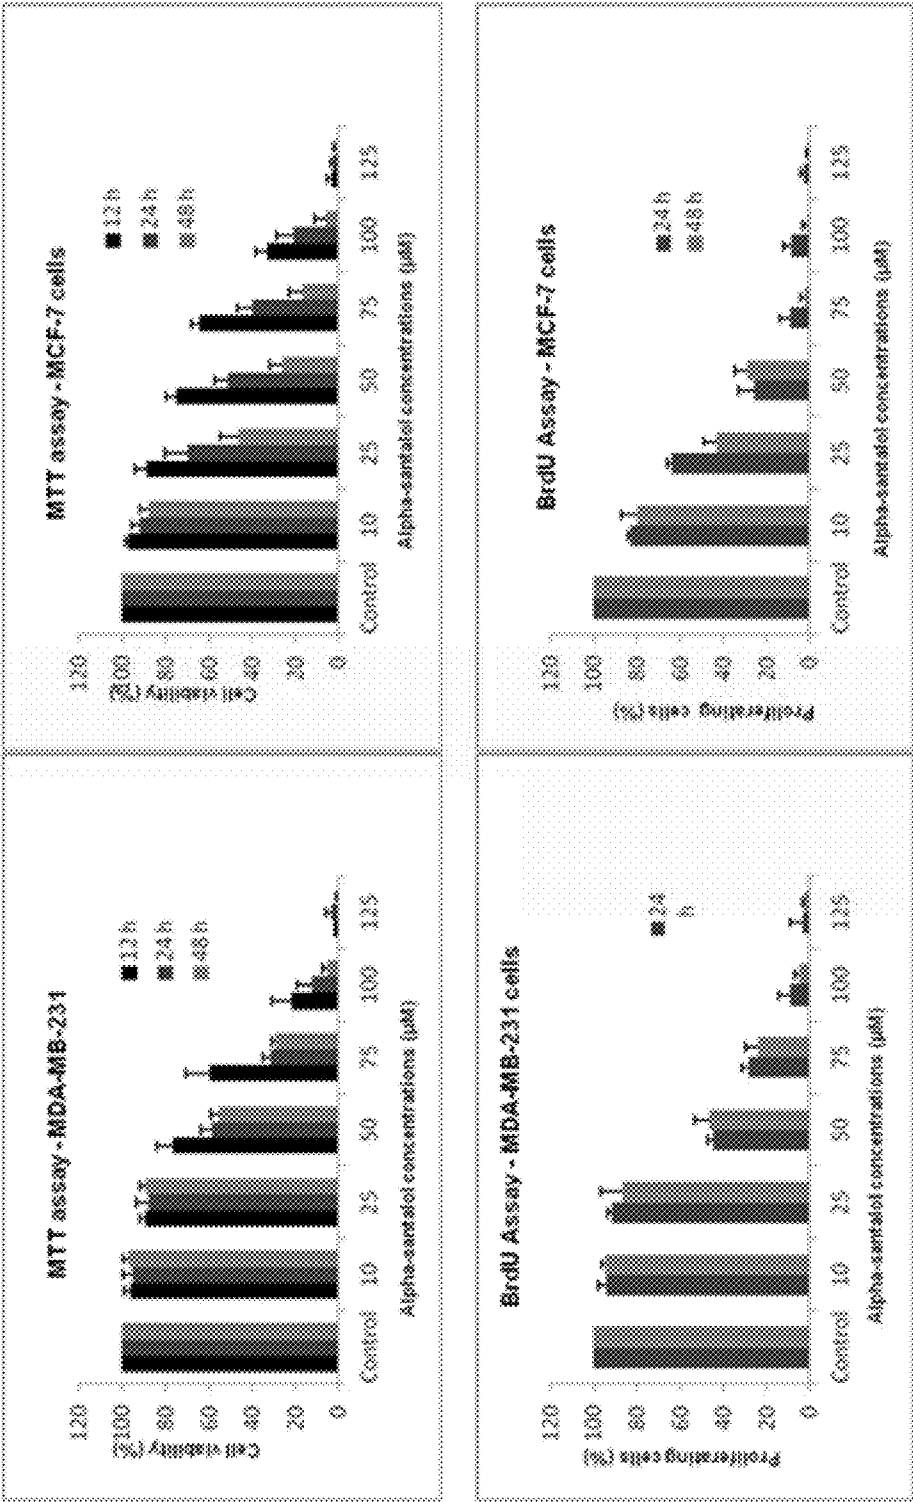 MTT assay - MDA-MB-231
120
100
80
60
40
20
0
Cell viability (%)
12 h
24 h
48 h
Control
10
25
50
75
100
125
Alpha-santalol concentrations (µM)
MTT assay - MCF-7 cells
120
100
80
60
40
20
0
Cell viability (%)
12 h
24 h
48 h
Control
10
25
50
75
100
125
Alpha-santalol concentrations (µM)
BrdU Assay - MDA-MB-231 cells
120
100
80
60
40
20
0
Proliferating cells (%)
24
h
Control
10
25
50
75
100
125
Alpha-santalol concentrations (µM)
BrdU Assay - MCF-7 cells
120
100
80
60
40
20
0
Proliferating cells (%)
24 h
48 h
Control
10
25
50
75
100
125
Alpha-santalol concentrations (µM)